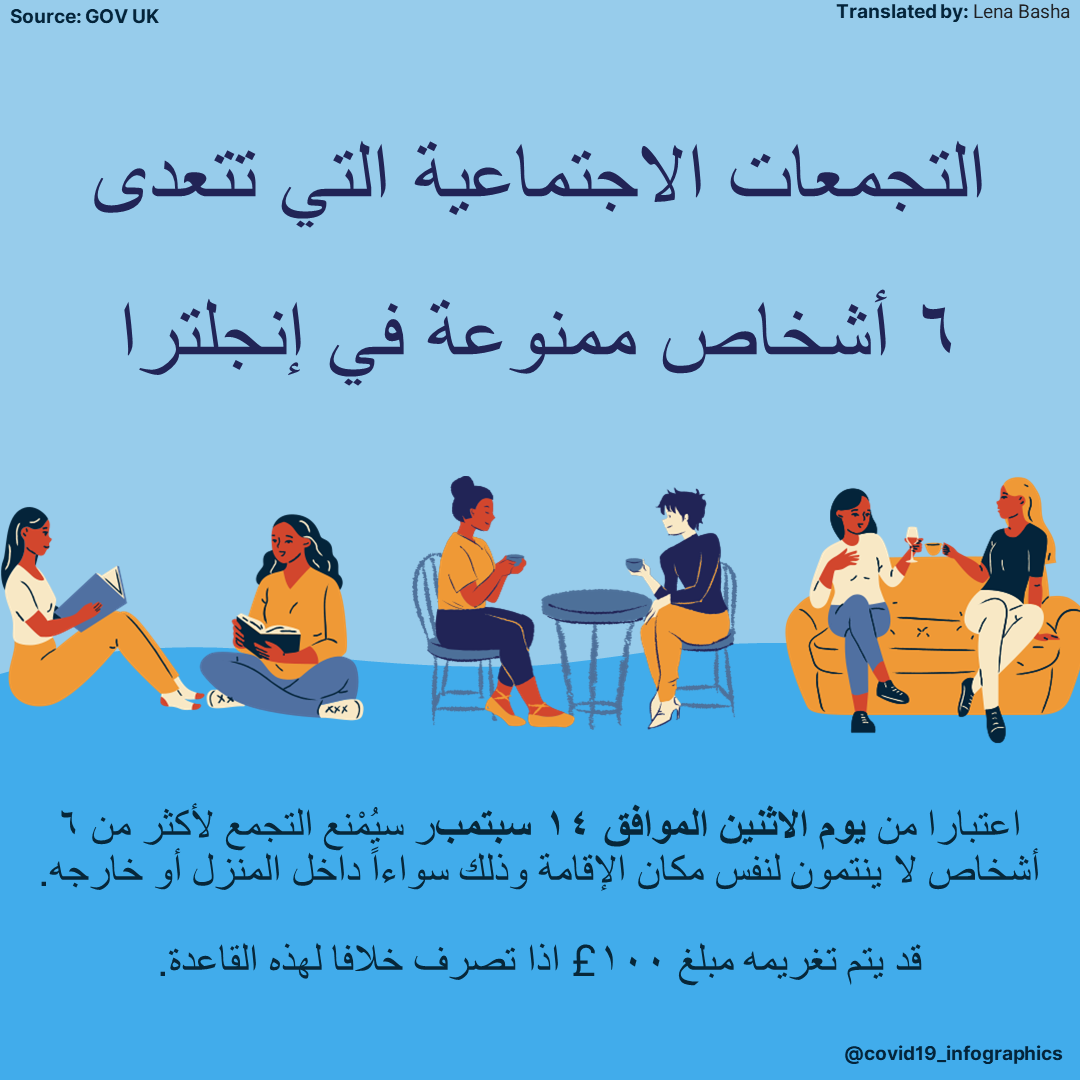 Source: GOV UK
Translated by: Lena Basha
التجمعات الاجتماعية التي تتعدى
٦ أشخاص ممنوعة في إنجلترا
اعتبارا من يوم الاثنين الموافق ١٤ سبتمبر سيُمْنع التجمع لأكثر من ٦
أشخاص لا ينتمون لنفس مكان الإقامة وذلك سواءاً داخل المنزل أو خارجه.
قد يتم تغريمه مبلغ ١٠٠£ اذا تصرف خلافا لهذه القاعدة.
@covid19_infographics